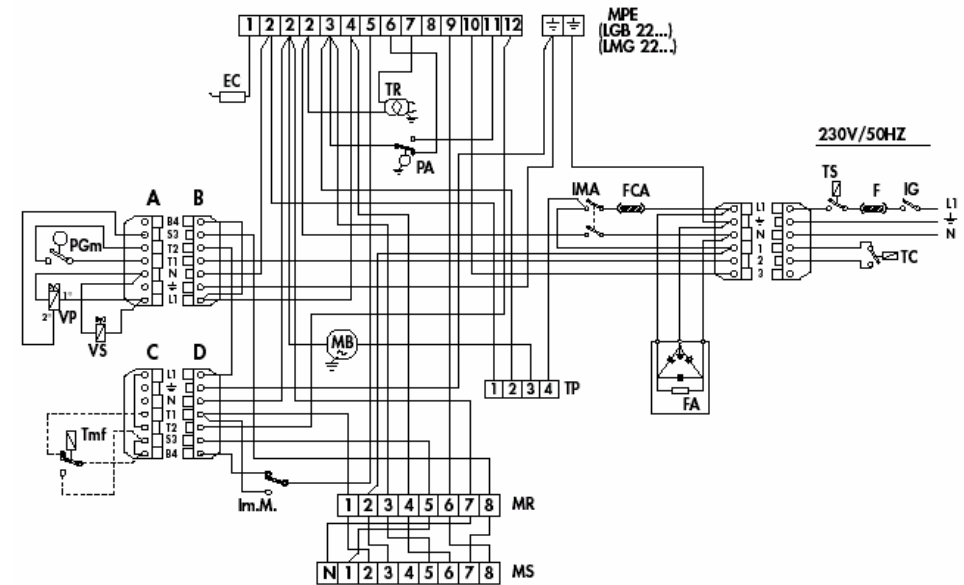 MPE
(LGB 22...)
(LMG 22...)
1 2 2 2 3 4 5 6 7 8 9 10 11 12
EC
TR
PA
230V/50HZ
IMA FCA
TS F IG
L1
N
L1
N
1
2
3
TC
A B
B4
S3
T2
T1
N
L1
PGm
1°
2° VP
VS
MB
1 2 3 4 TP
FA
C D
L1
N
T1
T2
S3
B4
Tmf
Im.M.
1 2 3 4 5 6 7 8 MR
N 1 2 3 4 5 6 7 8 MS